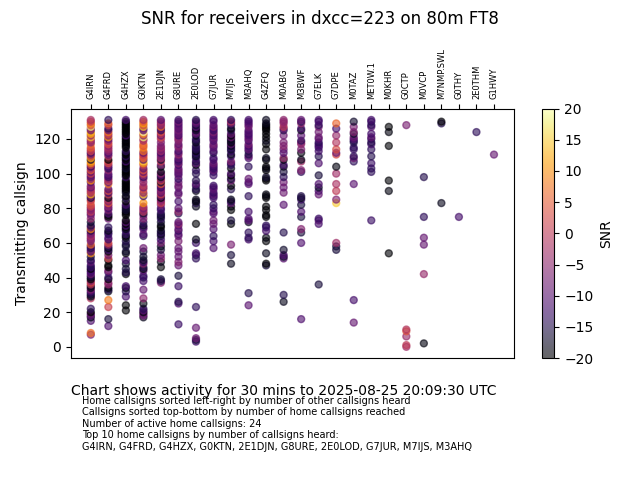 SNR for receivers in dxcc=223 on 80m FT8
G4IRN
G4FRD
G4HZX
G0KTN
2E1DJN
G8URE
2E0LOD
G7JUR
M7IJS
M3AHQ
G4ZFQ
M0ABG
M3BWF
G7ELK
G7DPE
M0TAZ
MET0W.1
M0KHR
G0CTP
M0VCP
M7NMP.SWL
G0THY
2E0THM
G1HWY
Transmitting callsign
120
100
80
60
40
20
0
20
15
10
5
0
−5
−10
−15
−20
SNR
Chart shows activity for 30 mins to 2025-08-25 20:09:30 UTC
Home callsigns sorted left-right by number of other callsigns heard
Callsigns sorted top-bottom by number of home callsigns reached
Number of active home callsigns: 24
Top 10 home callsigns by number of callsigns heard:
G4IRN, G4FRD, G4HZX, G0KTN, 2E1DJN, G8URE, 2E0LOD, G7JUR, M7IJS, M3AHQ